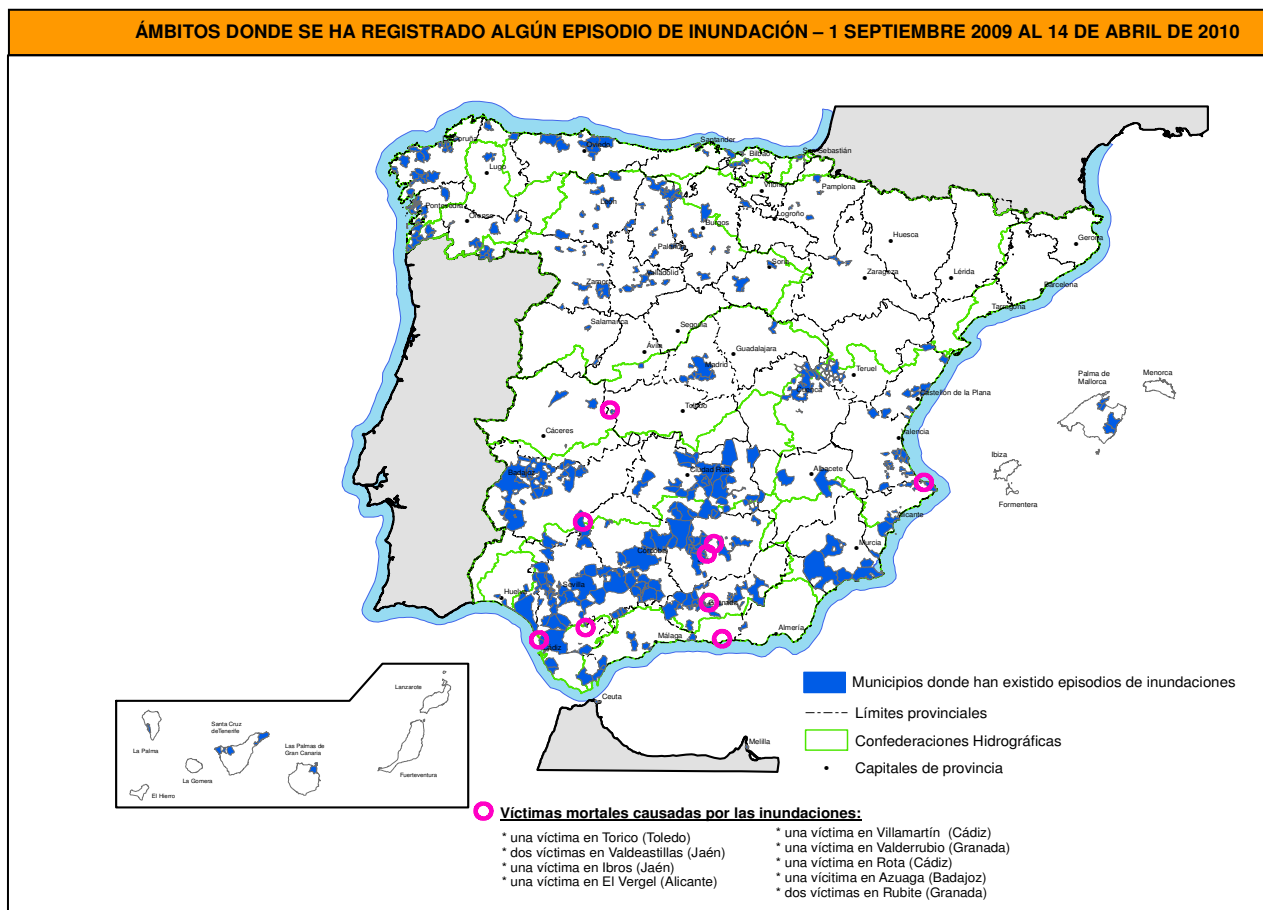 ÁMBITOS DONDE SE HA REGISTRADO ALGÚN EPISODIO DE INUNDACIÓN – 1 SEPTIEMBRE 2009 AL 14 DE ABRIL DE 2010
Santander
Bilbao
San Sebastián
Oviedo
Lugo
Vitoria
Pamplona
León
Pontevedra
Orense
Logroño
Burgos
Huesca
Gerona
Palencia
Soria
Valladolid
Zaragoza
Lérida
Zamora
Barcelona
Tarragona
Salamanca
Segovia
Avila
Guadalajara
Madrid
Teruel
Cuenca
Castellón de la Plana
Palma de
Mallorca
Menorca
Toledo
Cáceres
Valencia
Ibiza
Formentera
Badajoz
Ciudad Real
Albacete
Alicante
Murcia
Córdoba
Sevilla
Huelva
Granada
Almería
Málaga
Cádiz
Ceuta
Melilla
Lanzarote
La Palma
Santa Cruz
deTenerife
Las Palmas de
Gran Canaria
La Gomera
Fuerteventura
El Hierro
Municipios donde han existido episodios de inundaciones
Límites provinciales
Confederaciones Hidrográficas
Capitales de provincia
Víctimas mortales causadas por las inundaciones:
* una víctima en Torico (Toledo)
* dos víctimas en Valdeastillas (Jaén)
* una víctima en Ibros (Jaén)
* una víctima en El Vergel (Alicante)
* una víctima en Villamartín (Cádiz)
* una víctima en Valderrubio (Granada)
* una víctima en Rota (Cádiz)
* una vícitima en Azuaga (Badajoz)
* dos víctimas en Rubite (Granada)